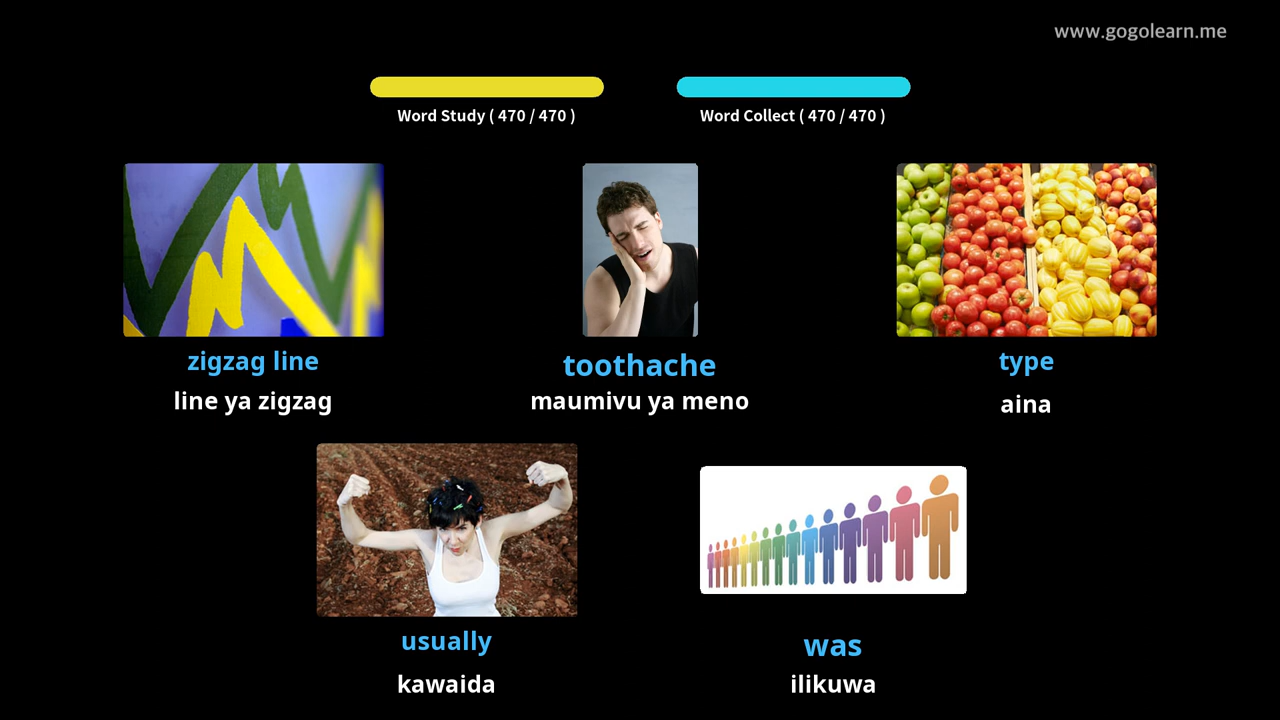 www.gogolearn.me
Word Study ( 470 / 470 )
Word Collect ( 470 / 470 )
zigzag line
line ya zigzag
toothache
maumivu ya meno
type
aina
usually
kawaida
was
ilikuwa